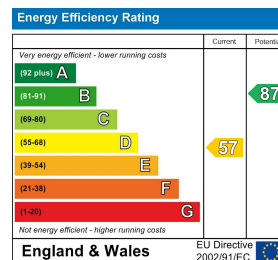 Energy Efficiency Rating
Current Potenti
Very energy efficient - lower running costs
(92 plus) A
(81-91) B
87
(69-80) C
(55-68) D
57
(39-54) E
(21-38) F
(1-20) G
Not energy efficient - higher running costs
England & Wales
EU Directive
2002/91/EC